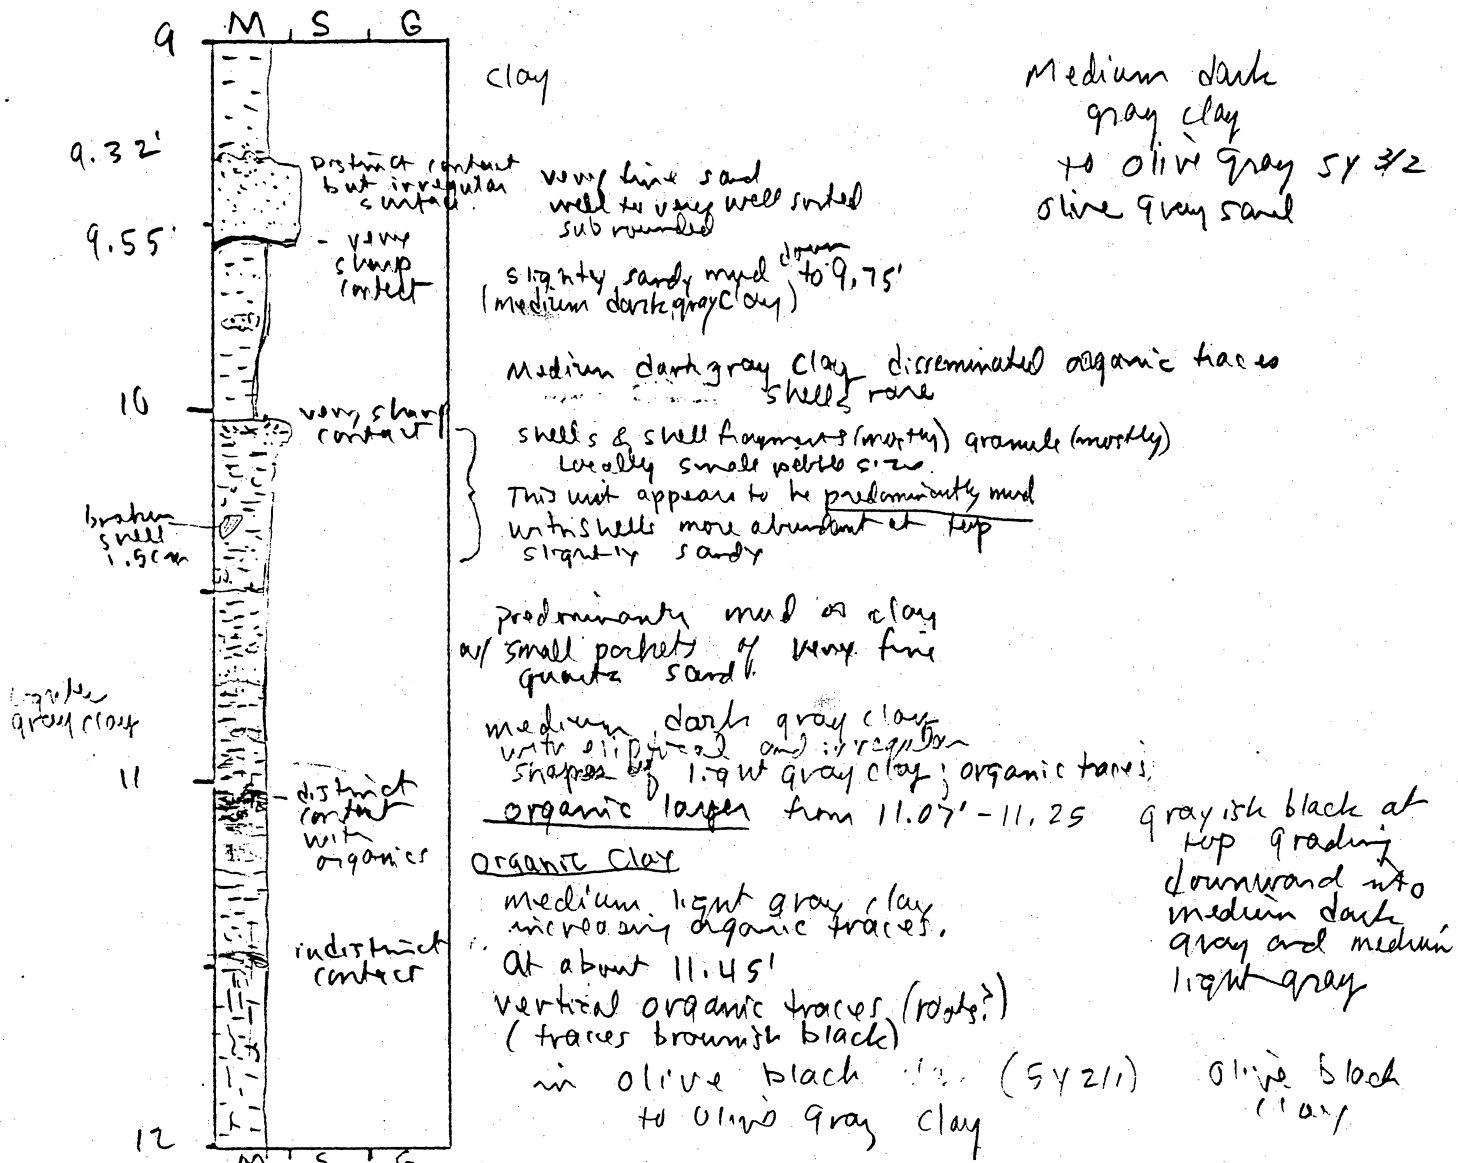 M S G
9
clay
Medium dark
gray clay
to olive gray 5Y 3/2
olive gray sand
9.32'
Distinct contact
but irregular
surface.
very fine sand
well to very well sorted
subrounded
9.55'
- very
sharp
contact
slightly sandy mud down to 9.75'
(medium dark gray clay)
Medium dark gray clay disseminated organic traces
shells rare
10
very sharp
contact
shells & shell fragments (mostly) granule (mostly)
locally small pebble size.
This unit appears to be predominantly mud
with shells more abundant at top
slightly sandy
broken
shell
1.5cm
predominantly mud or clay
w/ small pockets of very fine
quartz sand.
gray clay
medium dark gray clay
with eliptical and irregular
shapes of light gray clay; organic traces.
11
distinct
contact
with
organics
organic layer from 11.07' - 11.25
grayish black at
top grading
downward into
medium dark
gray and medium
light gray
Organic Clay
medium light gray clay
increasing organic traces.
indistinct
contact
At about 11.45'
vertical organic traces (roots?)
(traces brownish black)
in olive black (5Y 2/1)
to olive gray clay
olive black
clay
12
M S G